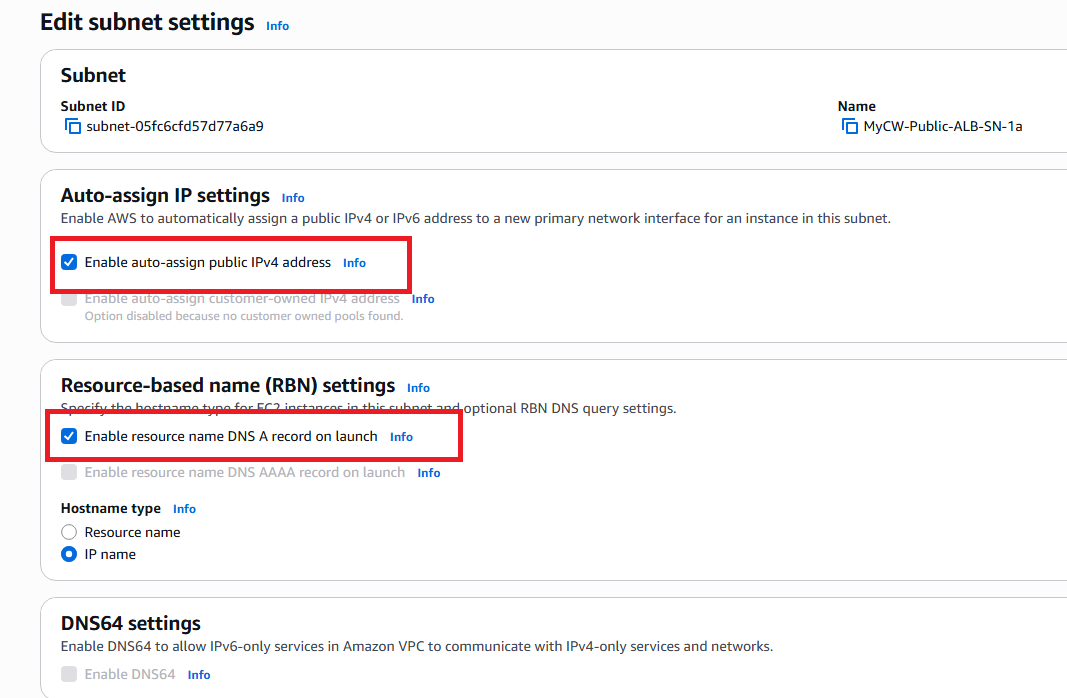 Edit subnet settings Info
Subnet
Subnet ID
subnet-05fc6cfd57d77a6a9
Name
MyCW-Public-ALB-SN-1a
Auto-assign IP settings Info
Enable AWS to automatically assign a public IPv4 or IPv6 address to a new primary network interface for an instance in this subnet.
Enable auto-assign public IPv4 address Info
Enable auto-assign customer-owned IPv4 address Info
Option disabled because no customer owned pools found.
Resource-based name (RBN) settings Info
Specify the hostname type for EC2 instances in this subnet and optional RBN DNS query settings.
Enable resource name DNS A record on launch Info
Enable resource name DNS AAAA record on launch Info
Hostname type Info
Resource name
IP name
DNS64 settings
Enable DNS64 to allow IPv6-only services in Amazon VPC to communicate with IPv4-only services and networks.
Enable DNS64 Info